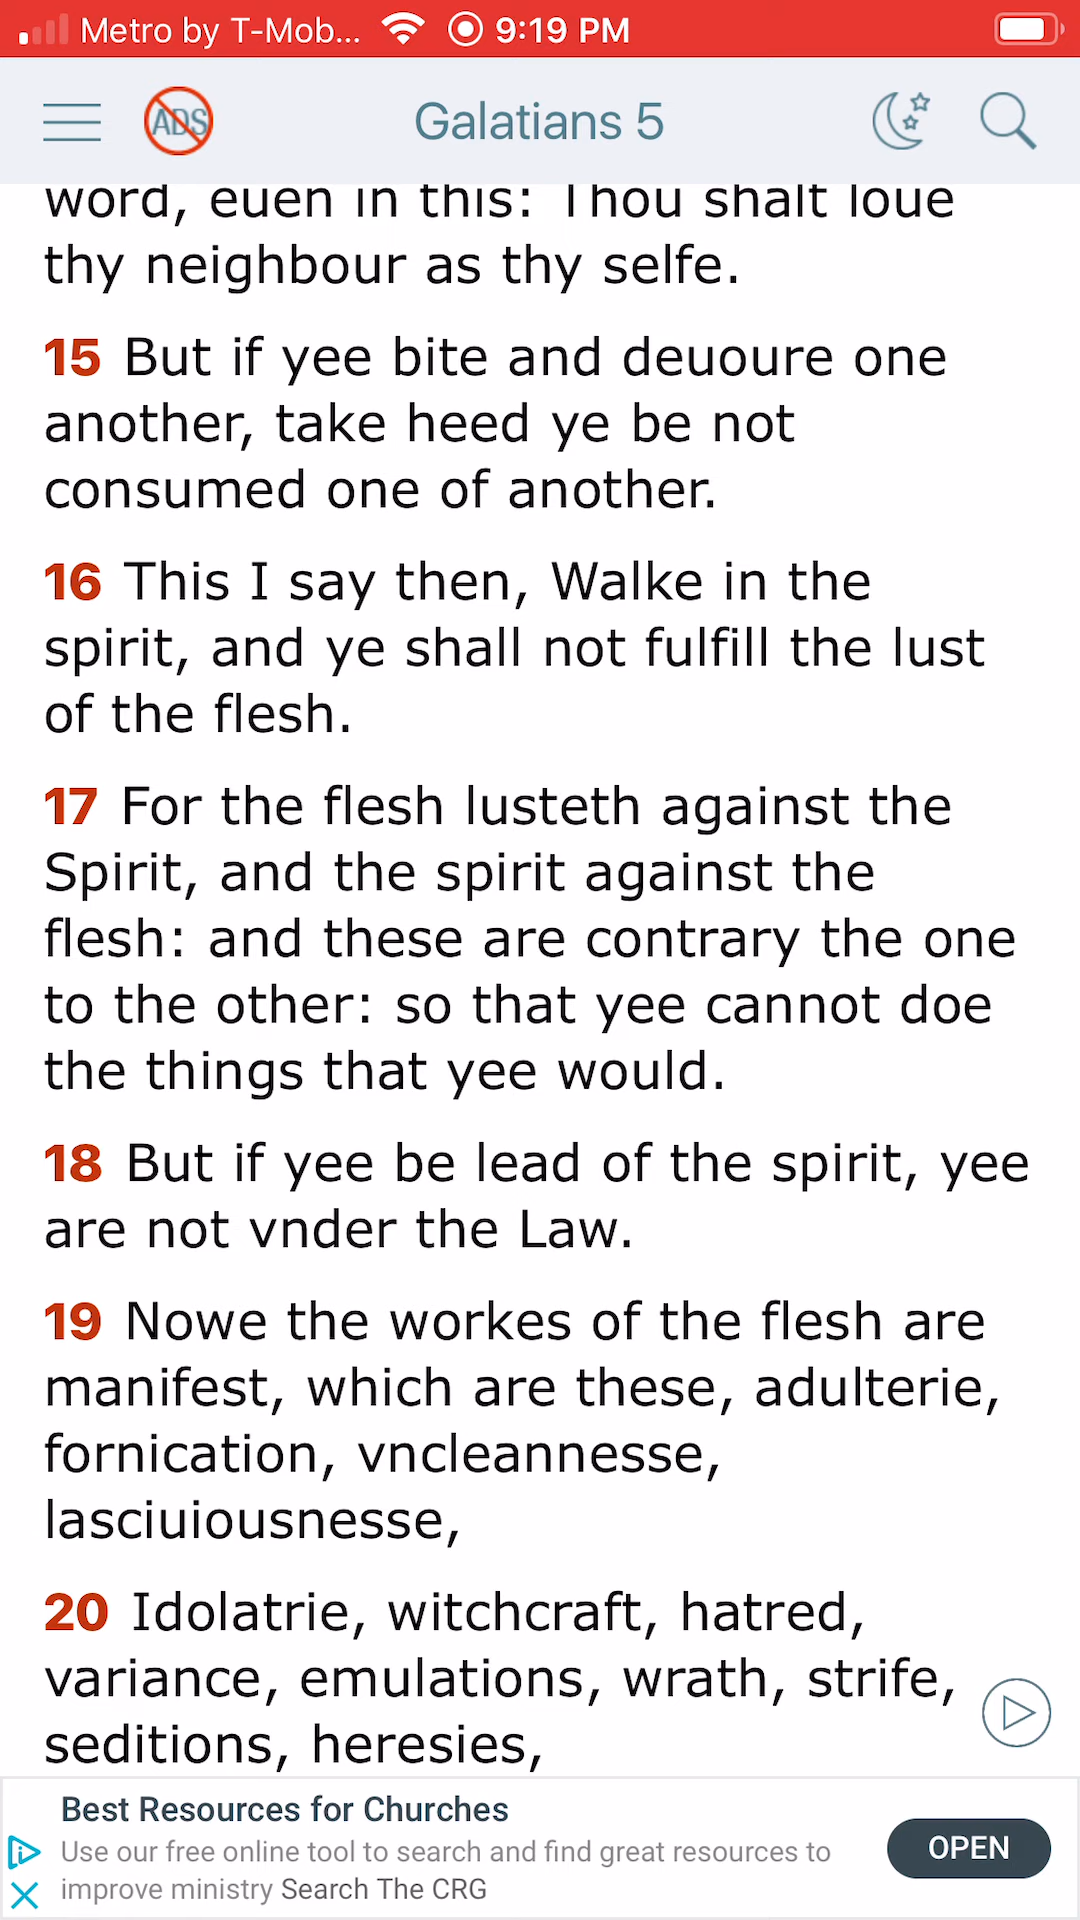 Metro by T-Mob... 9:19 PM
ADS Galatians 5
word, euen in this: Thou shalt loue
thy neighbour as thy selfe.
15 But if yee bite and deuoure one
another, take heed ye be not
consumed one of another.
16 This I say then, Walke in the
spirit, and ye shall not fulfill the lust
of the flesh.
17 For the flesh lusteth against the
Spirit, and the spirit against the
flesh: and these are contrary the one
to the other: so that yee cannot doe
the things that yee would.
18 But if yee be lead of the spirit, yee
are not vnder the Law.
19 Nowe the workes of the flesh are
manifest, which are these, adulterie,
fornication, vncleannesse,
lasciuiousnesse,
20 Idolatrie, witchcraft, hatred,
variance, emulations, wrath, strife,
seditions, heresies,
Best Resources for Churches
Use our free online tool to search and find great resources to
improve ministry Search The CRG
OPEN